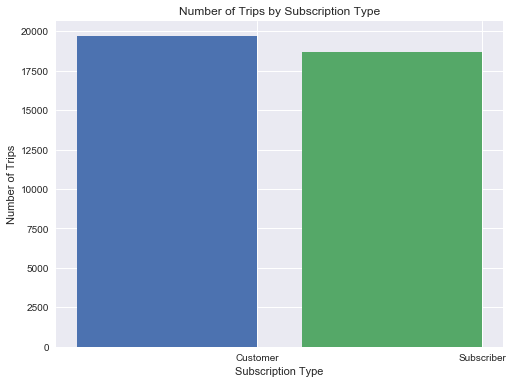 Number of Trips by Subscription Type
Number of Trips
20000
17500
15000
12500
10000
7500
5000
2500
0
Customer
Subscriber
Subscription Type